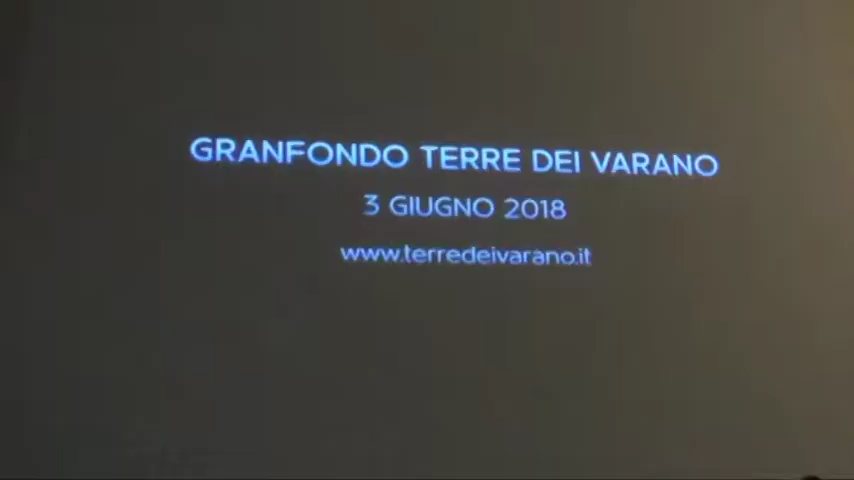 GRANFONDO TERRE DEI VARANO
3 GIUGNO 2018
www.terredeivarano.it